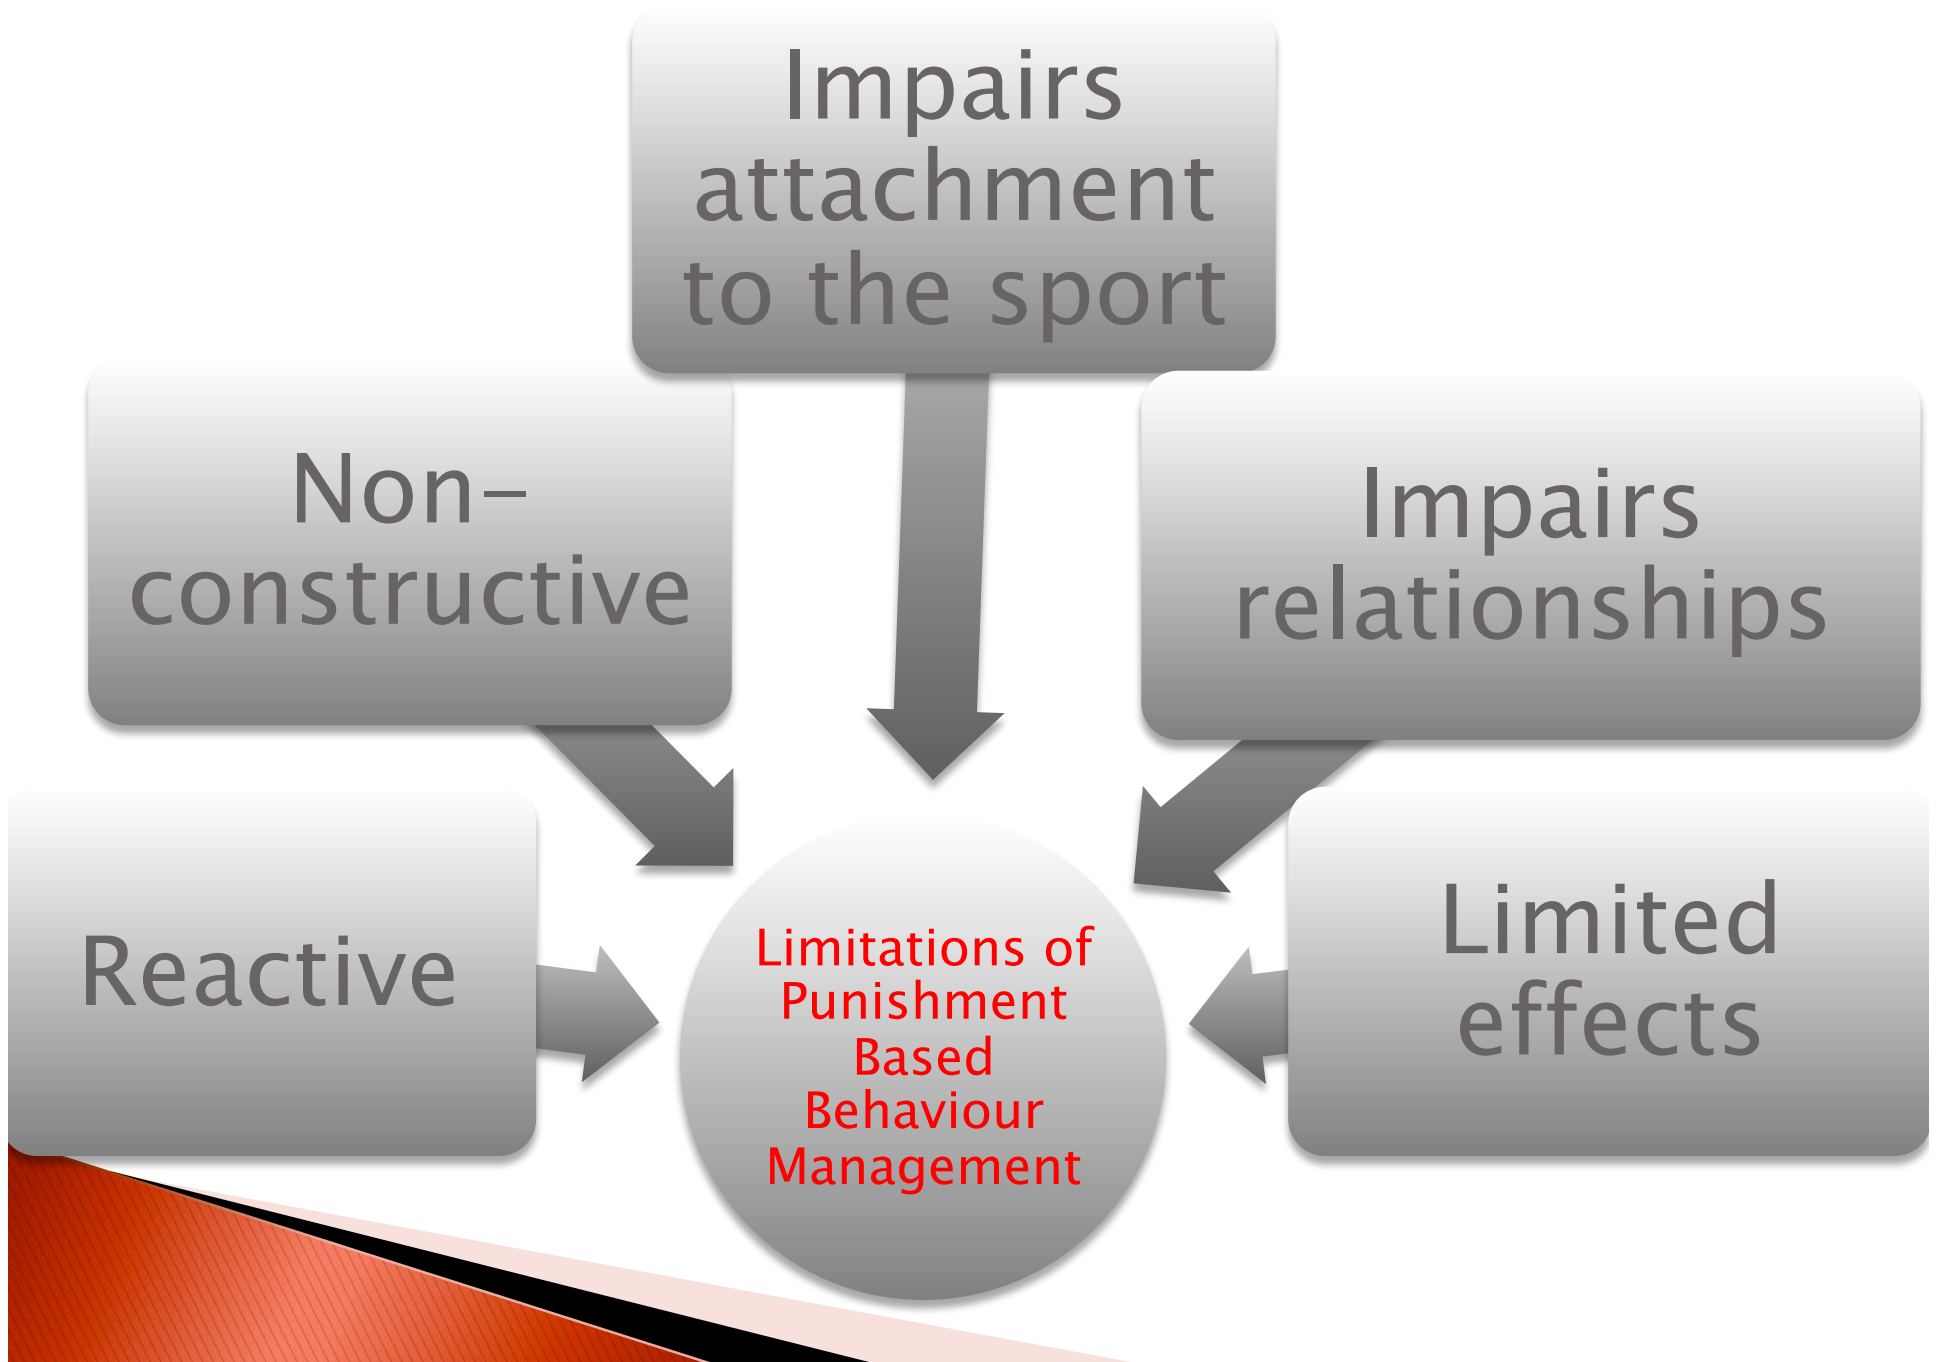 Impairs
attachment
to the sport
Non-
constructive
Impairs
relationships
Reactive
Limited
effects
Limitations of
Punishment
Based
Behaviour
Management